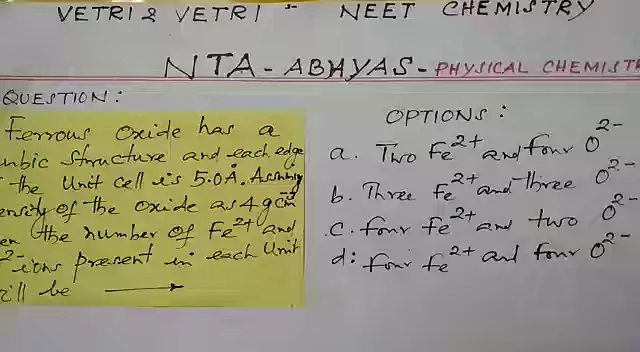 VETRI & VETRI :- NEET CHEMISTRY
NTA - ABHYAS - PHYSICAL CHEMISTR
QUESTION :
Ferrous Oxide has a
ubic structure and each edge
the Unit cell is 5.0Å. Assuming
ensity of the oxide as 4 g cm⁻³
en the number of Fe²⁺ and
²⁻ ions present in each Unit
ill be ⟶
OPTIONS :
a. Two Fe²⁺ and four O²⁻
b. Three Fe²⁺ and three O²⁻
c. four Fe²⁺ and two O²⁻
d: four Fe²⁺ and four O²⁻